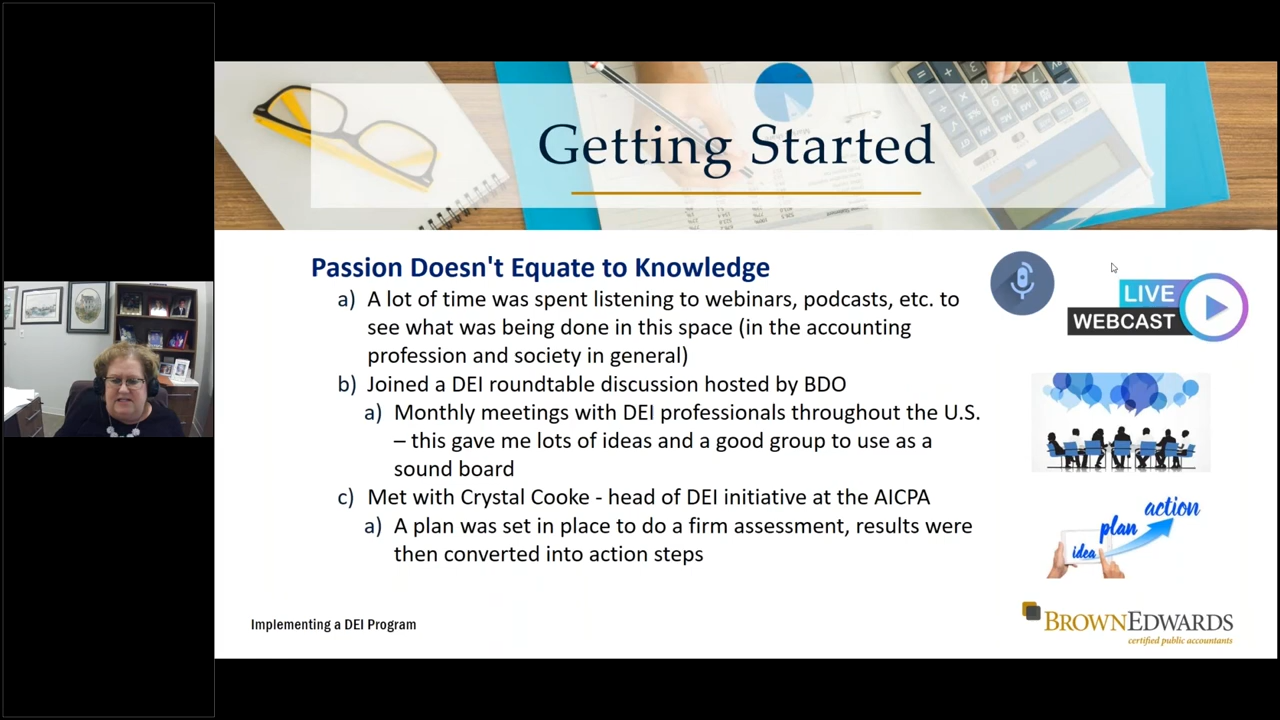 Getting Started
Passion Doesn't Equate to Knowledge
a) A lot of time was spent listening to webinars, podcasts, etc. to
see what was being done in this space (in the accounting
profession and society in general)
b) Joined a DEI roundtable discussion hosted by BDO
a) Monthly meetings with DEI professionals throughout the U.S.
– this gave me lots of ideas and a good group to use as a
sound board
c) Met with Crystal Cooke - head of DEI initiative at the AICPA
a) A plan was set in place to do a firm assessment, results were
then converted into action steps
LIVE
WEBCAST
action
plan
idea
Implementing a DEI Program
BROWNEDWARDS
certified public accountants